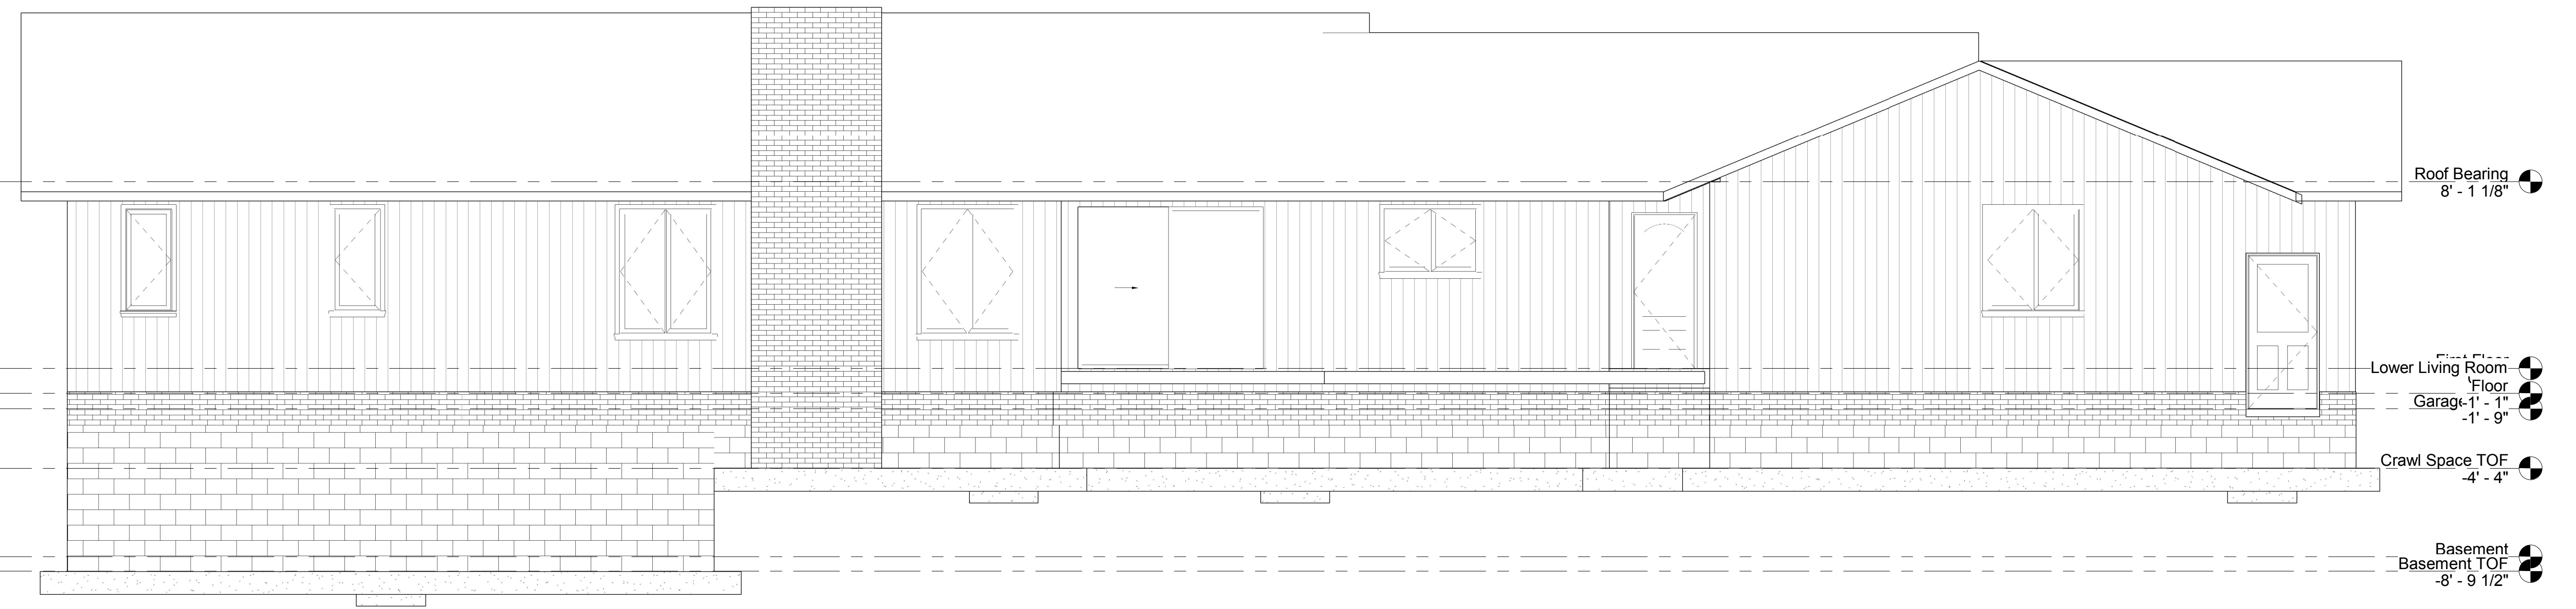 Roof Bearing
8' - 1 1/8"
Lower Living Room
Floor
-1' - 1"
-1' - 9"
Crawl Space TOF
-4' - 4"
Basement
Basement TOF
-8' - 9 1/2"